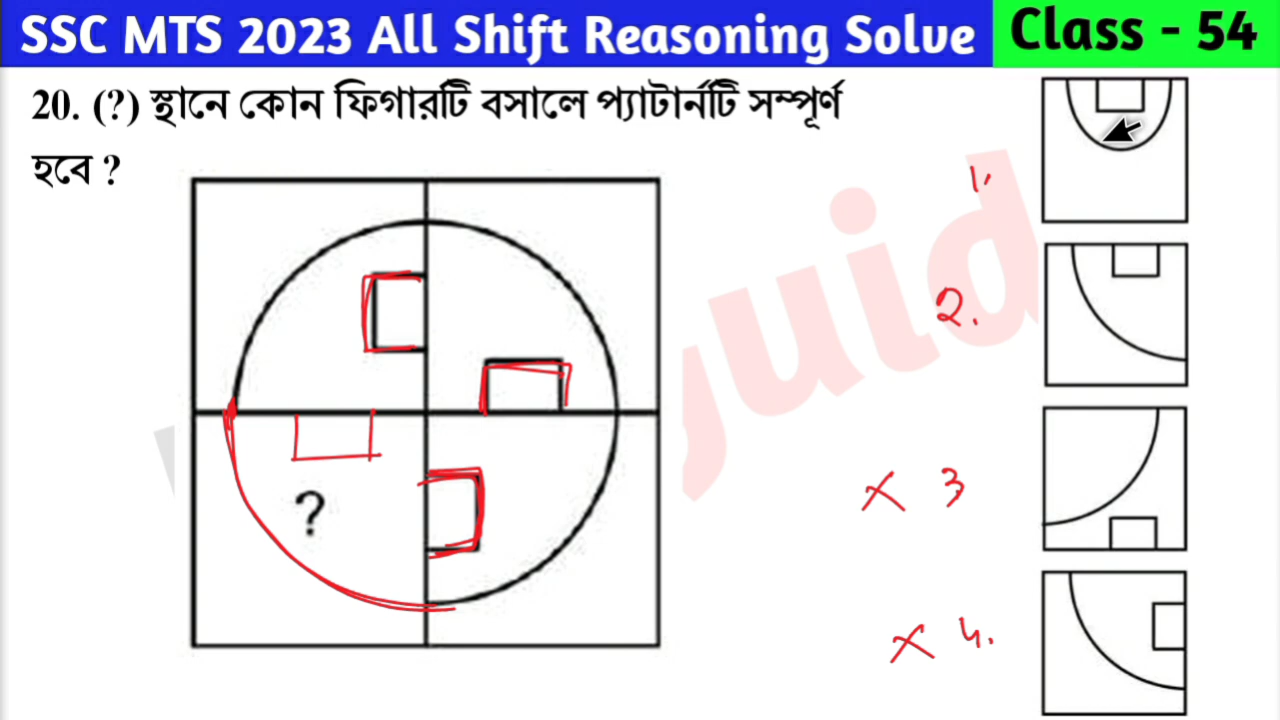 SSC MTS 2023 All Shift Reasoning Solve
Class - 54
20. (?) স্থানে কোন ফিগারটি বসালে প্যাটার্নটি সম্পূর্ণ
হবে ?
?
1.
2.
x 3
x 4.
guid